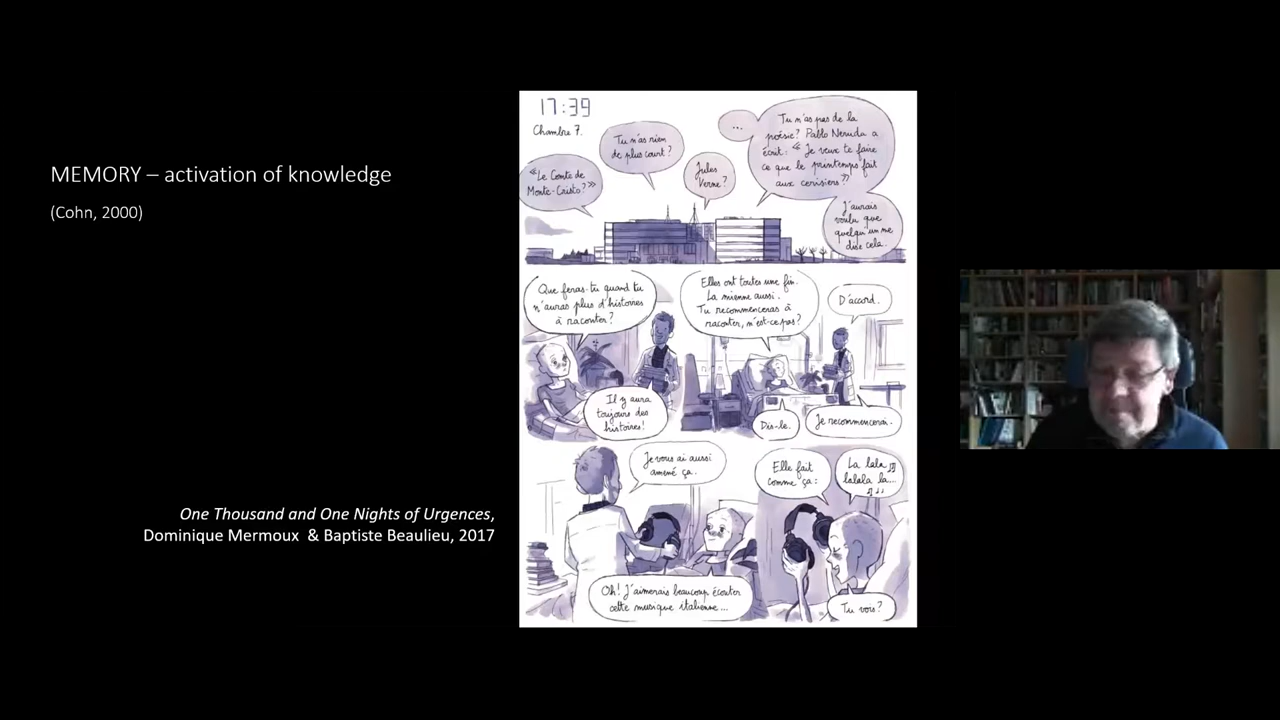 MEMORY – activation of knowledge
(Cohn, 2000)
One Thousand and One Nights of Urgences,
Dominique Mermoux & Baptiste Beaulieu, 2017
17:39
Chambre 7.
«Le Comte de
Monte-Cristo?»
Tu n'as rien
de plus court?
Jules
Verne?
...
Tu n'as pas de la
poésie? Pablo Neruda a
écrit: "Je veux te faire
ce que le printemps fait
aux cerisiers"?
J'aurais
voulu que
quelqu'un me
dise cela.
Que feras-tu quand tu
n'auras plus d'histoires
à raconter?
Il y aura
toujours des
histoires!
Elles ont toutes une fin.
La mienne aussi.
Tu recommenceras à
raconter, n'est-ce pas?
D'accord.
Dis-le.
Je recommencerai.
Je vous ai aussi
amené ça.
Oh! J'aimerais beaucoup écouter
cette musique italienne...
Elle fait
comme ça:
La lala
lalala la...
Tu vois?